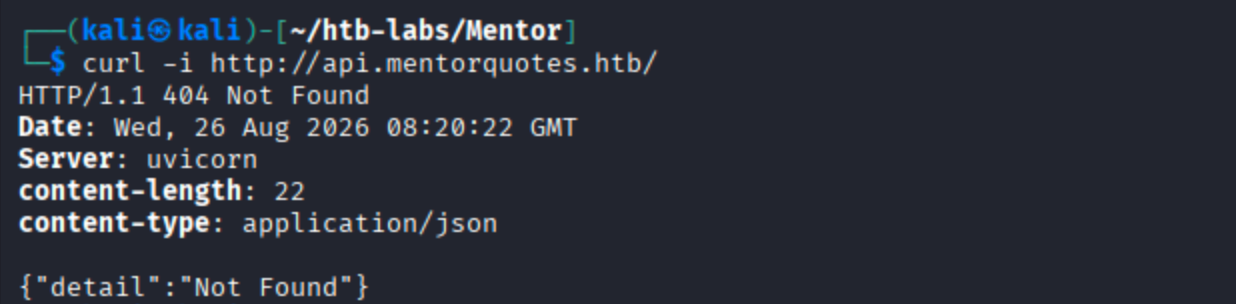 ┌──(kali㉿kali)-[~/htb-labs/Mentor]
└─$ curl -i http://api.mentorquotes.htb/
HTTP/1.1 404 Not Found
Date: Wed, 26 Aug 2026 08:20:22 GMT
Server: uvicorn
content-length: 22
content-type: application/json

{"detail":"Not Found"}